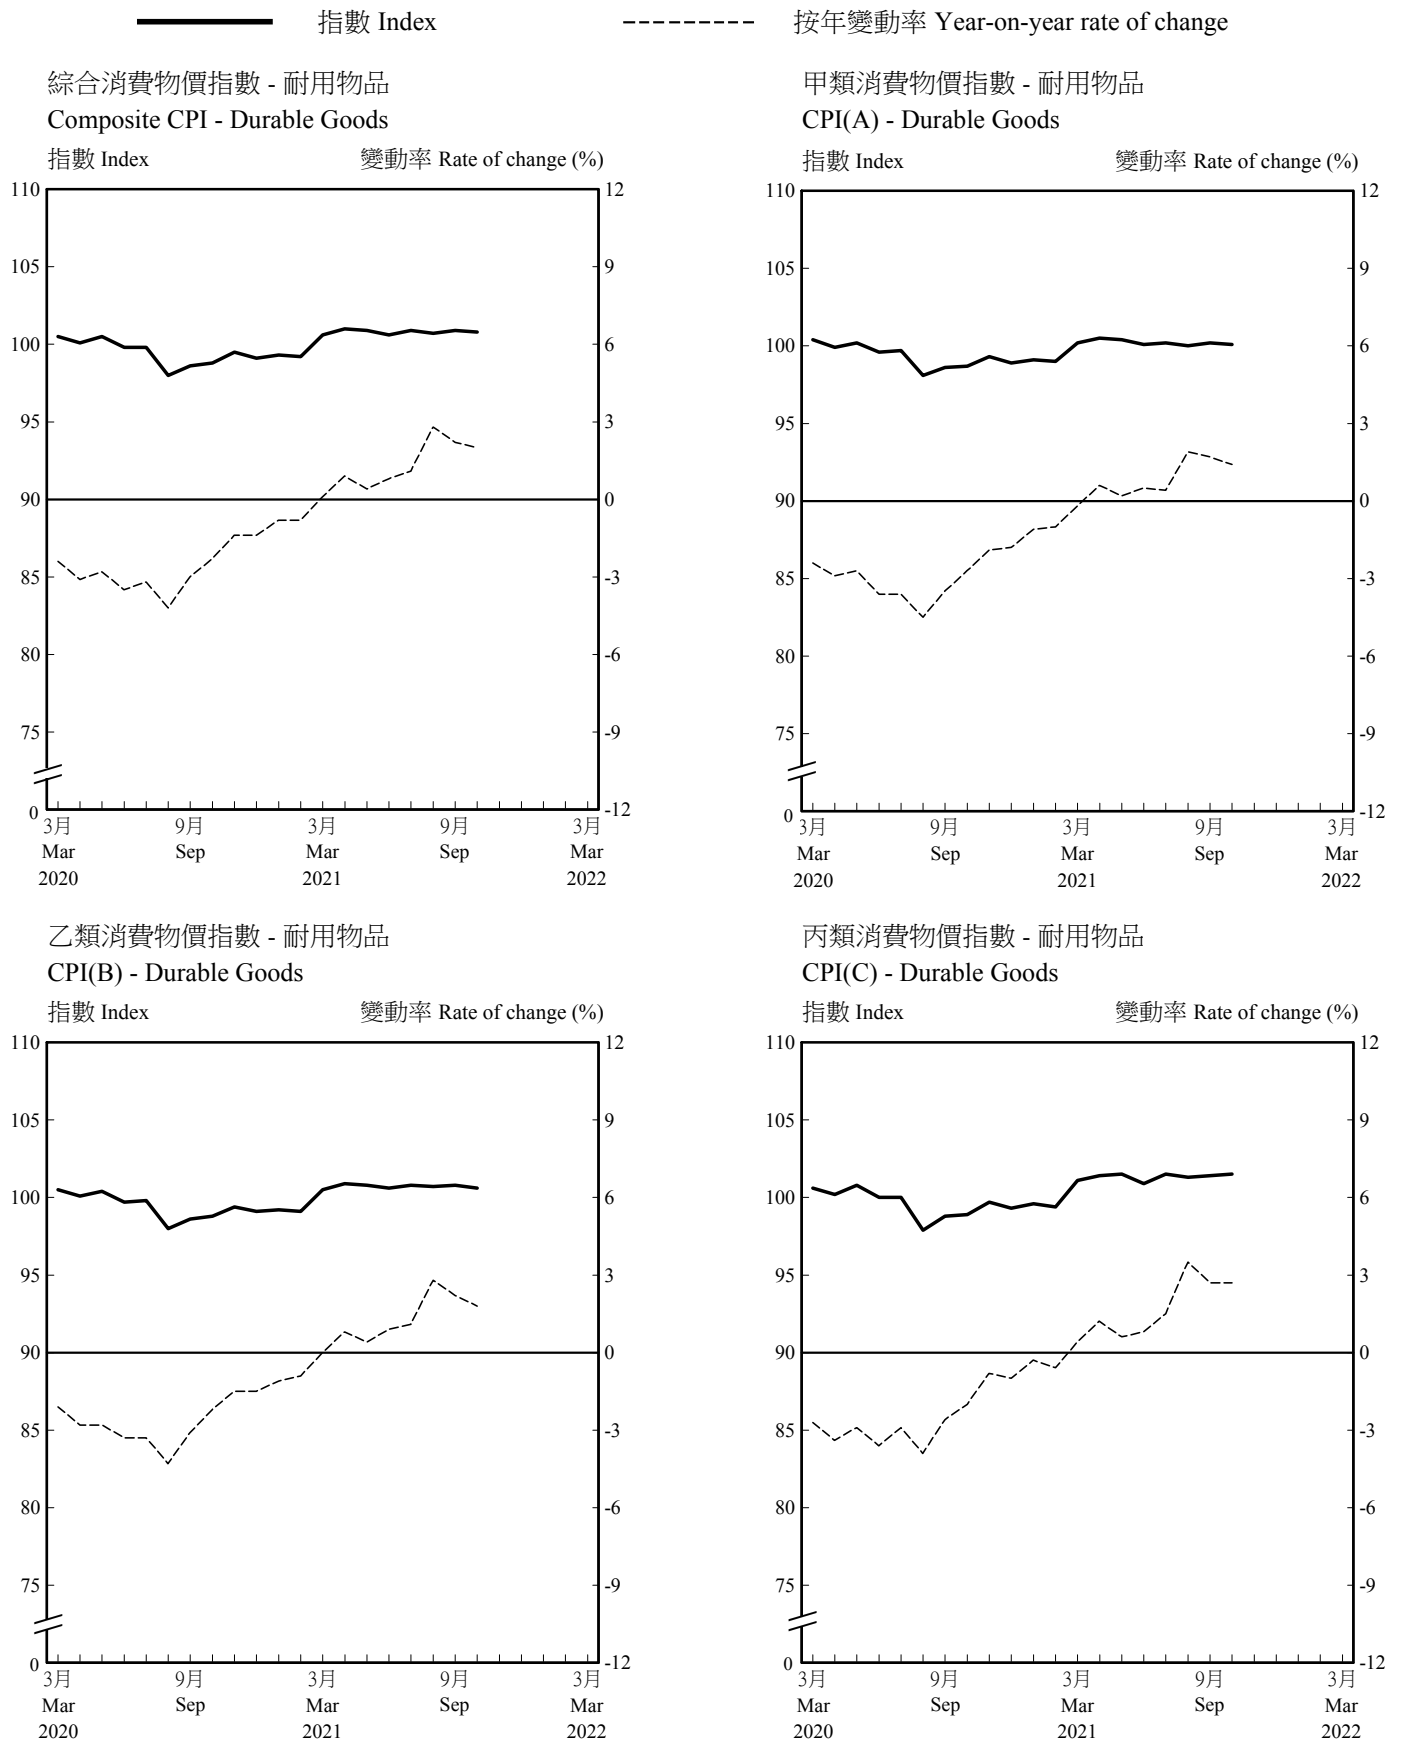 指數 Index
按年變動率 Year-on-year rate of change
綜合消費物價指數 - 耐用物品
Composite CPI - Durable Goods
指數 Index 變動率 Rate of change (%)
110 12
105 9
100 6
95 3
90 0
85 -3
80 -6
75 -9
0 -12
3月 9月 3月 9月 3月
Mar Sep Mar Sep Mar
2020 2021 2022
甲類消費物價指數 - 耐用物品
CPI(A) - Durable Goods
指數 Index 變動率 Rate of change (%)
110 12
105 9
100 6
95 3
90 0
85 -3
80 -6
75 -9
0 -12
3月 9月 3月 9月 3月
Mar Sep Mar Sep Mar
2020 2021 2022
乙類消費物價指數 - 耐用物品
CPI(B) - Durable Goods
指數 Index 變動率 Rate of change (%)
110 12
105 9
100 6
95 3
90 0
85 -3
80 -6
75 -9
0 -12
3月 9月 3月 9月 3月
Mar Sep Mar Sep Mar
2020 2021 2022
丙類消費物價指數 - 耐用物品
CPI(C) - Durable Goods
指數 Index 變動率 Rate of change (%)
110 12
105 9
100 6
95 3
90 0
85 -3
80 -6
75 -9
0 -12
3月 9月 3月 9月 3月
Mar Sep Mar Sep Mar
2020 2021 2022